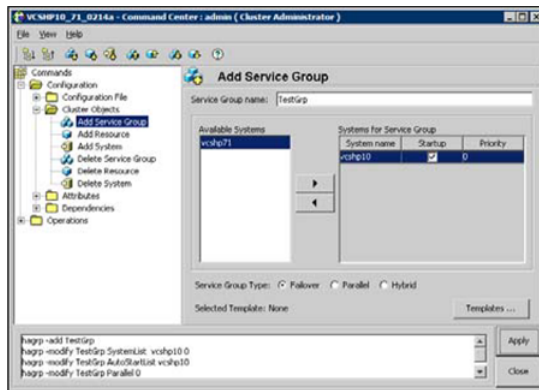 VCSHP10_71_0214a - Command Center : admin ( Cluster Administrator )
File View Help
Commands
Configuration
Configuration File
Cluster Objects
Add Service Group
Add Resource
Add System
Delete Service Group
Delete Resource
Delete System
Attributes
Dependencies
Operations
Add Service Group
Service Group name: TestGrp
Available Systems
vcshp71
Systems for Service Group
System name Startup Priority
vcshp10 0
Service Group Type: Failover Parallel Hybrid
Selected Template: None
Templates ...
hagrp -add TestGrp
hagrp -modify TestGrp SystemList vcshp10 0
hagrp -modify TestGrp AutoStartList vcshp10
hagrp -modify TestGrp Parallel 0
Apply
Close